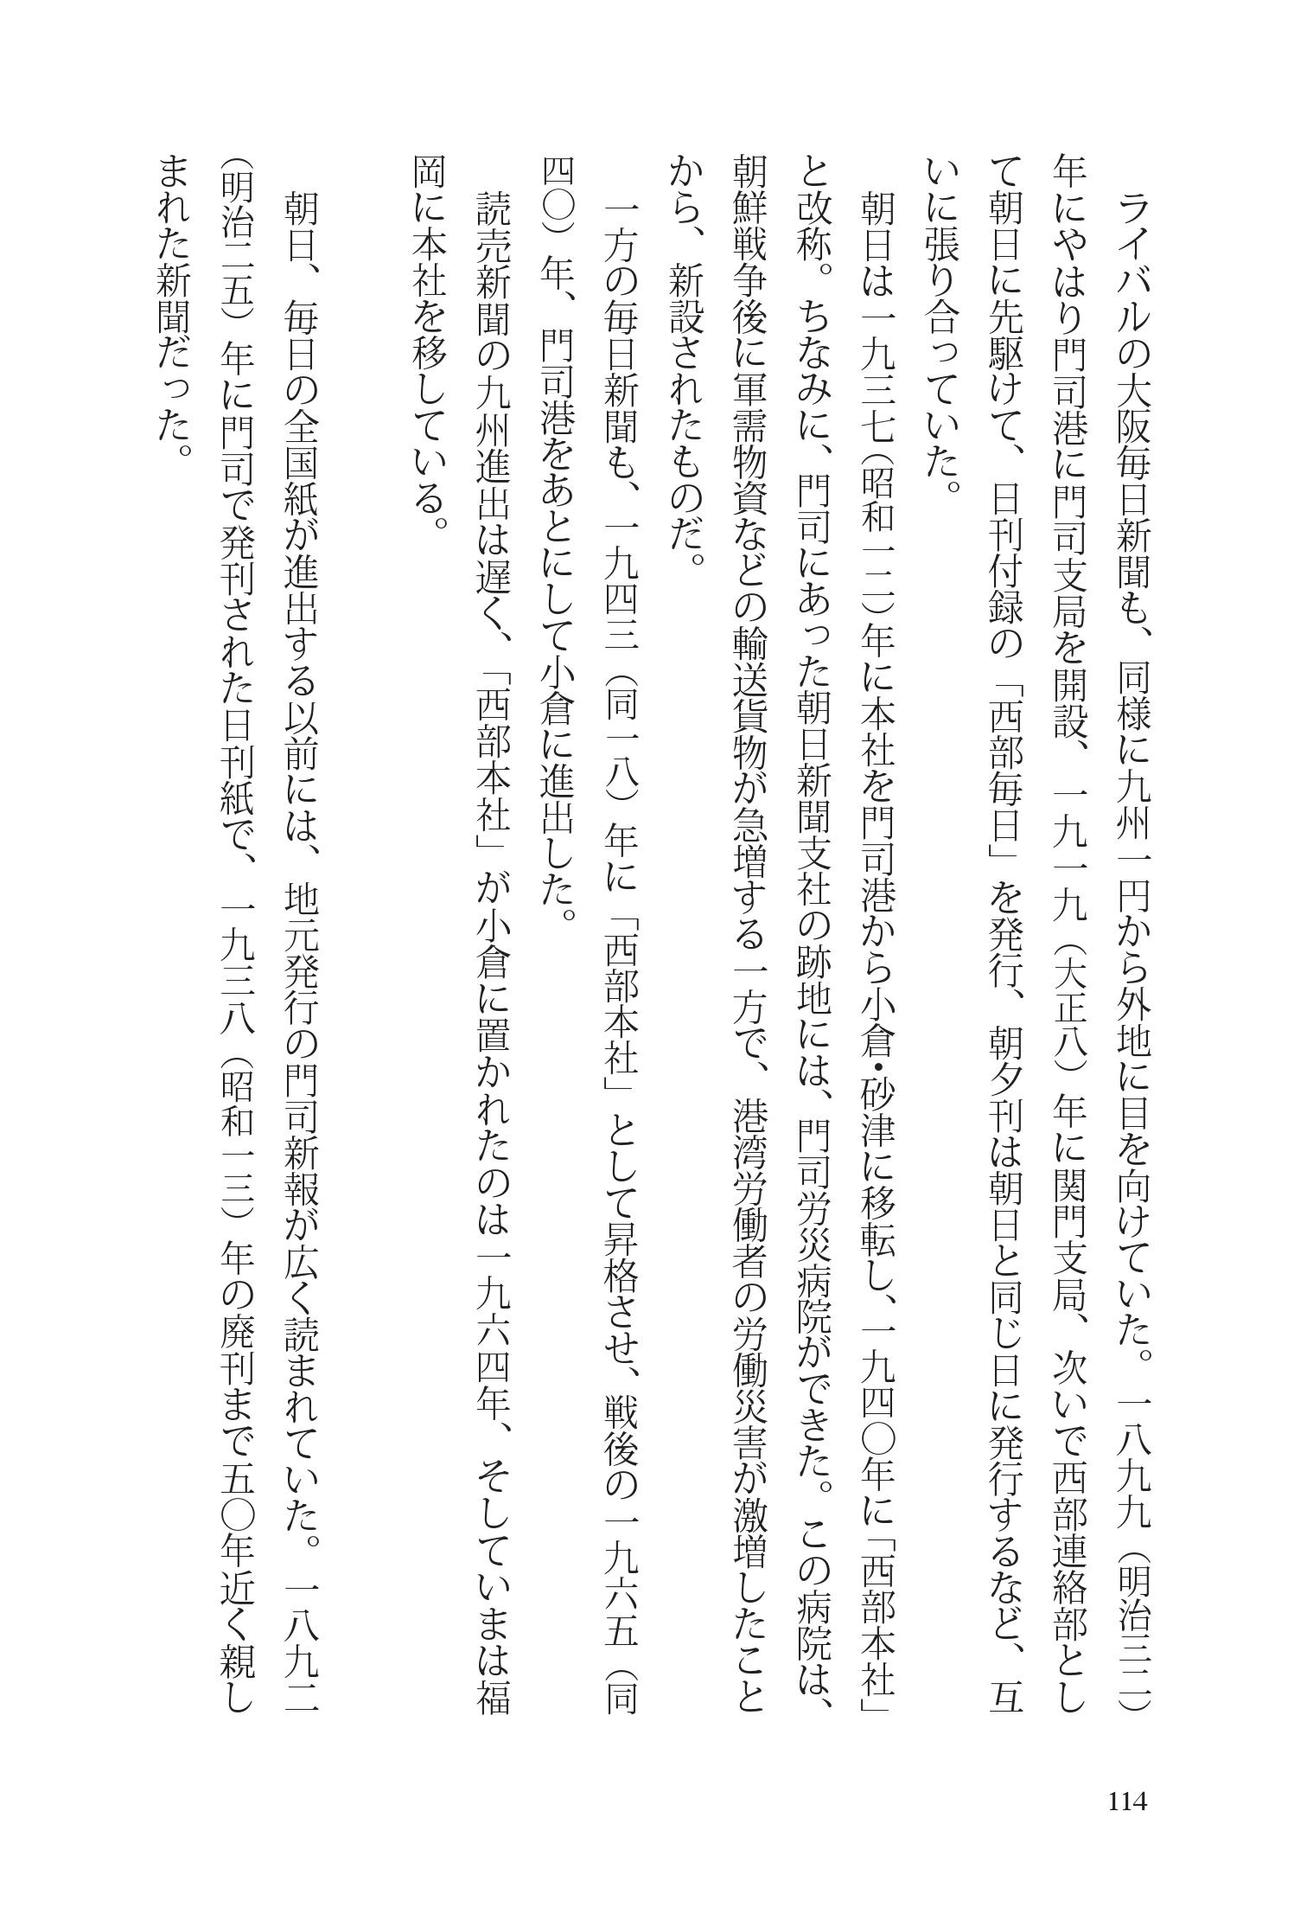 ライバルの大阪毎日新聞も、同様に九州一円から外地に目を向けていた。一八九九（明治三二）
年にやはり門司港に門司支局を開設、一九一九（大正八）年に関門支局、次いで西部連絡部とし
て朝日に先駆けて、日刊付録の「西部毎日」を発行、朝夕刊は朝日と同じ日に発行するなど、互
いに張り合っていた。
朝日は一九三七（昭和一二）年に本社を門司港から小倉・砂津に移転し、一九四〇年に「西部本社」
と改称。ちなみに、門司にあった朝日新聞支社の跡地には、門司労災病院ができた。この病院は、
朝鮮戦争後に軍需物資などの輸送貨物が急増する一方で、港湾労働者の労働災害が激増したこと
から、新設されたものだ。
一方の毎日新聞も、一九四三（同一八）年に「西部本社」として昇格させ、戦後の一九六五（同
四〇）年、門司港をあとにして小倉に進出した。
読売新聞の九州進出は遅く、「西部本社」が小倉に置かれたのは一九六四年、そしていまは福
岡に本社を移している。
朝日、毎日の全国紙が進出する以前には、地元発行の門司新報が広く読まれていた。一八九二
（明治二五）年に門司で発刊された日刊紙で、一九三八（昭和一三）年の廃刊まで五〇年近く親し
まれた新聞だった。
114